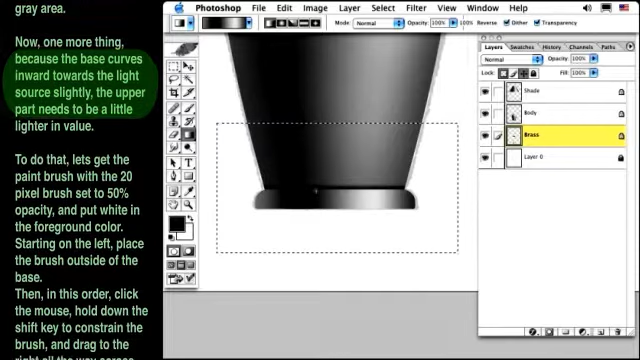 gray area.
Now, one more thing,
because the base curves
inward towards the light
source slightly, the upper
part needs to be a little
lighter in value.
To do that, lets get the
paint brush with the 20
pixel brush set to 50%
opacity, and put white in
the foreground color.
Starting on the left, place
the brush outside of the
base.
Then, in this order, click
the mouse, hold down the
shift key to constrain the
brush, and drag to the
right all the way across
Photoshop File Edit Image Layer Select Filter View Window Help
Mode: Normal Opacity: 100% Reverse Dither Transparency
Layers Swatches History Channels Paths
Normal Opacity: 100%
Lock: Fill: 100%
Shade
Body
Brass
Layer 0